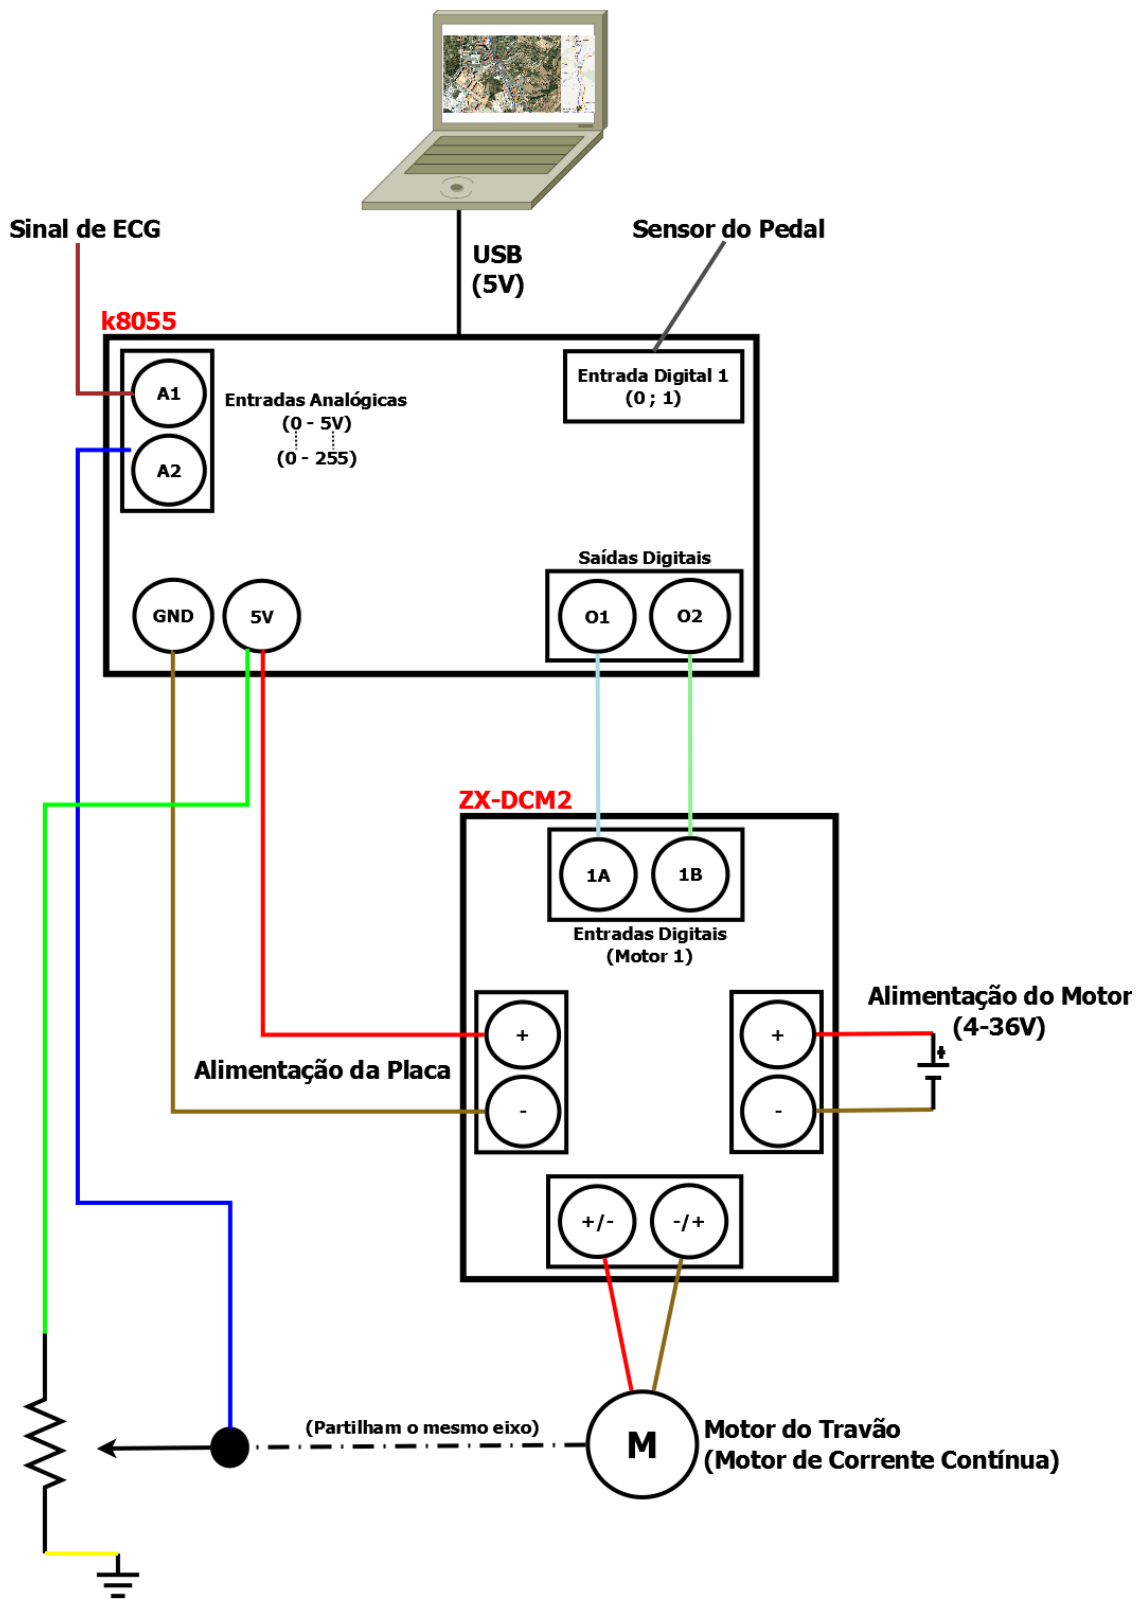 Sinal de ECG
USB
(5V)
Sensor do Pedal
k8055
A1
A2
Entradas Analógicas
(0 - 5V)
(0 - 255)
Entrada Digital 1
(0 ; 1)
GND
5V
Saídas Digitais
O1
O2
ZX-DCM2
1A
1B
Entradas Digitais
(Motor 1)
Alimentação da Placa
+
-
+
-
Alimentação do Motor
(4-36V)
+
+/-
-/+
(Partilham o mesmo eixo)
M
Motor do Travão
(Motor de Corrente Contínua)